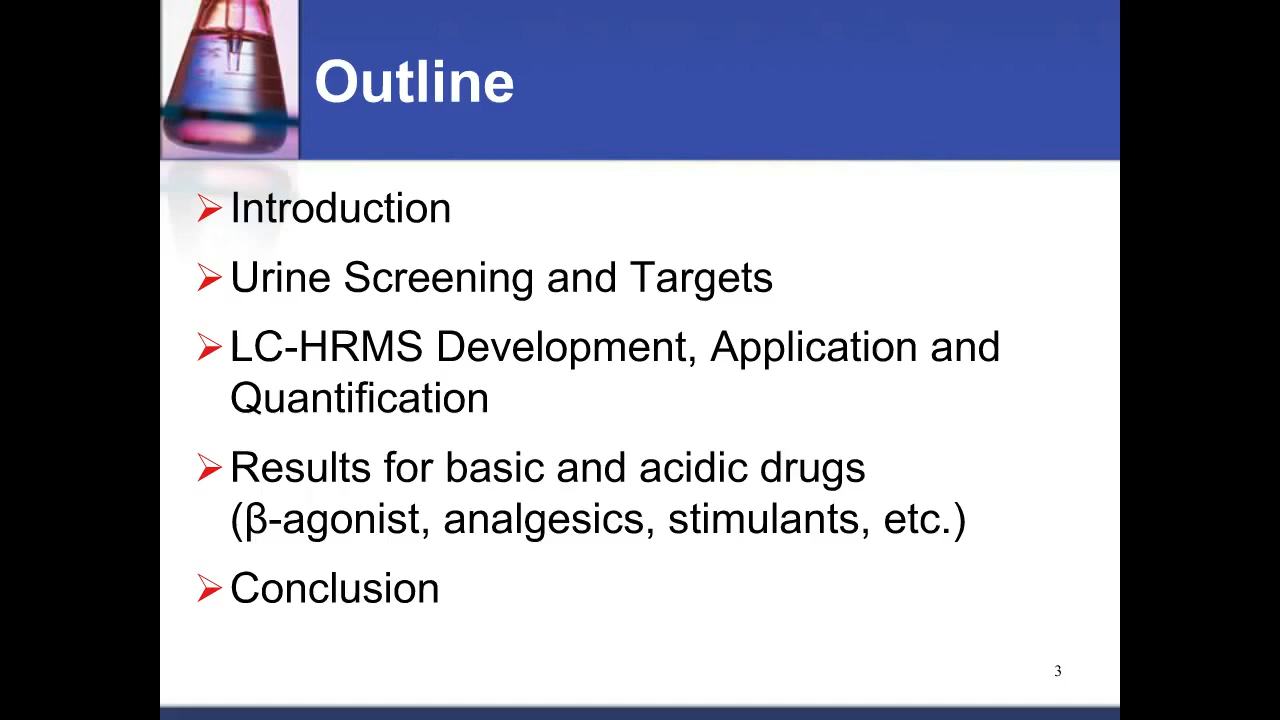 Outline
Introduction
Urine Screening and Targets
LC-HRMS Development, Application and
Quantification
Results for basic and acidic drugs
(β-agonist, analgesics, stimulants, etc.)
Conclusion
3